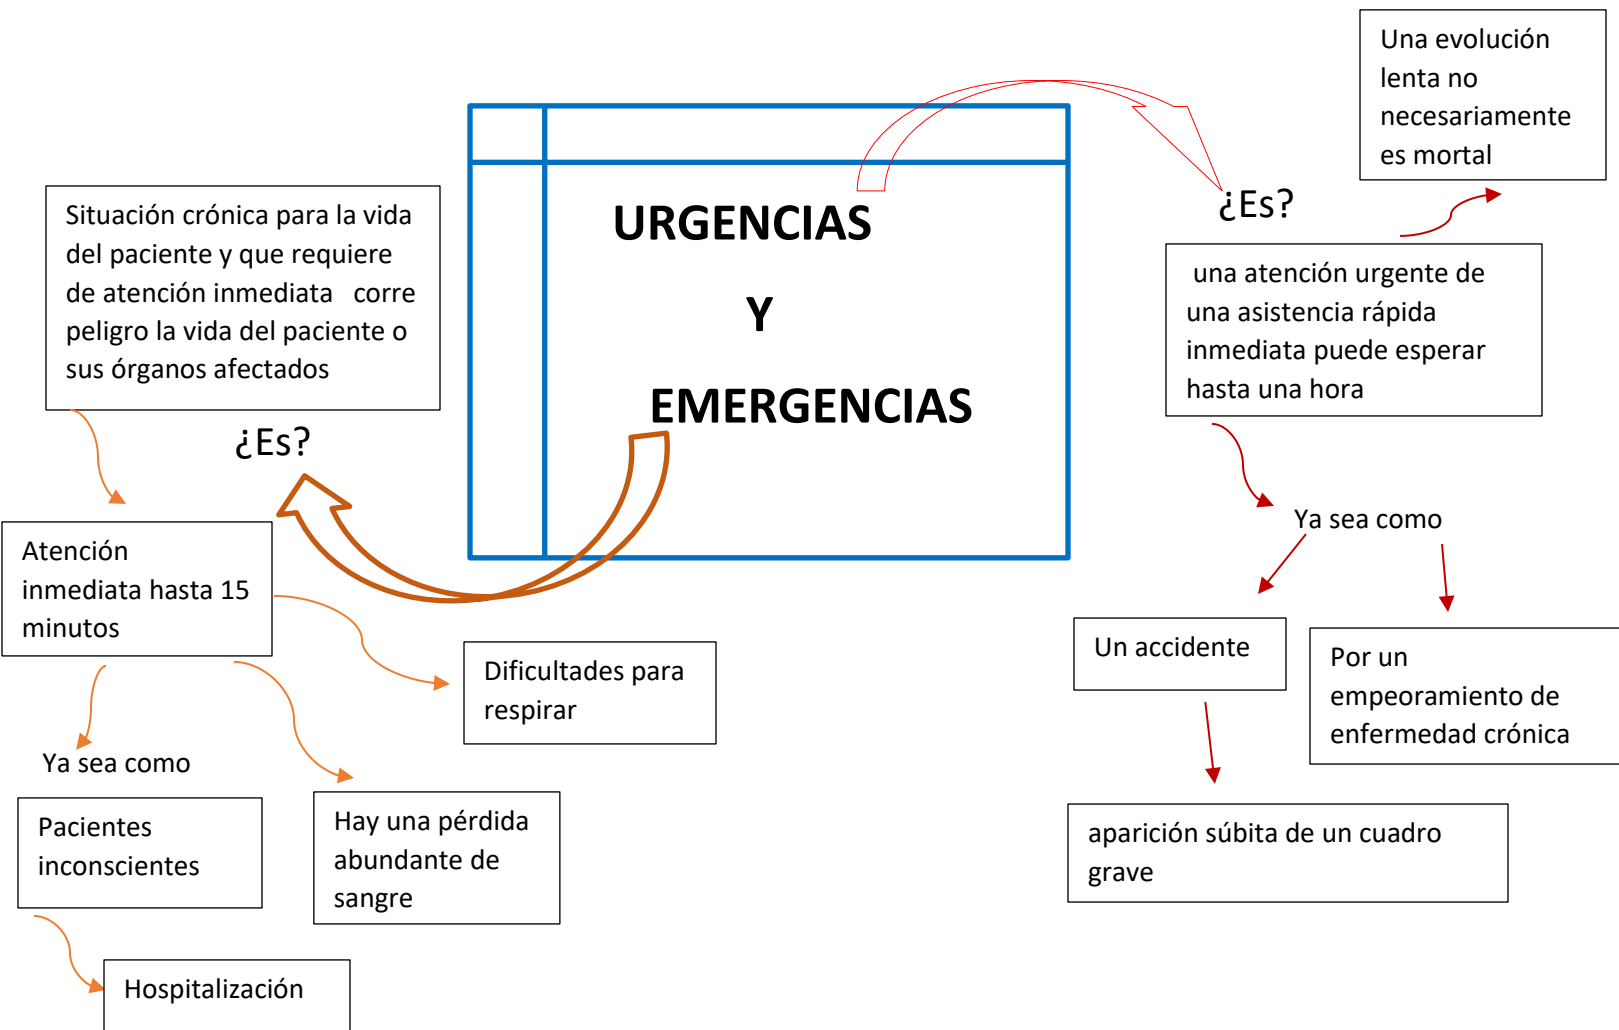 URGENCIAS
Y
EMERGENCIAS
¿Es?
Una evolución
lenta no
necesariamente
es mortal
una atención urgente de
una asistencia rápida
inmediata puede esperar
hasta una hora
Ya sea como
Un accidente
Por un
empeoramiento de
enfermedad crónica
aparición súbita de un cuadro
grave
Situación crónica para la vida
del paciente y que requiere
de atención inmediata corre
peligro la vida del paciente o
sus órganos afectados
¿Es?
Atención
inmediata hasta 15
minutos
Dificultades para
respirar
Ya sea como
Pacientes
inconscientes
Hay una pérdida
abundante de
sangre
Hospitalización